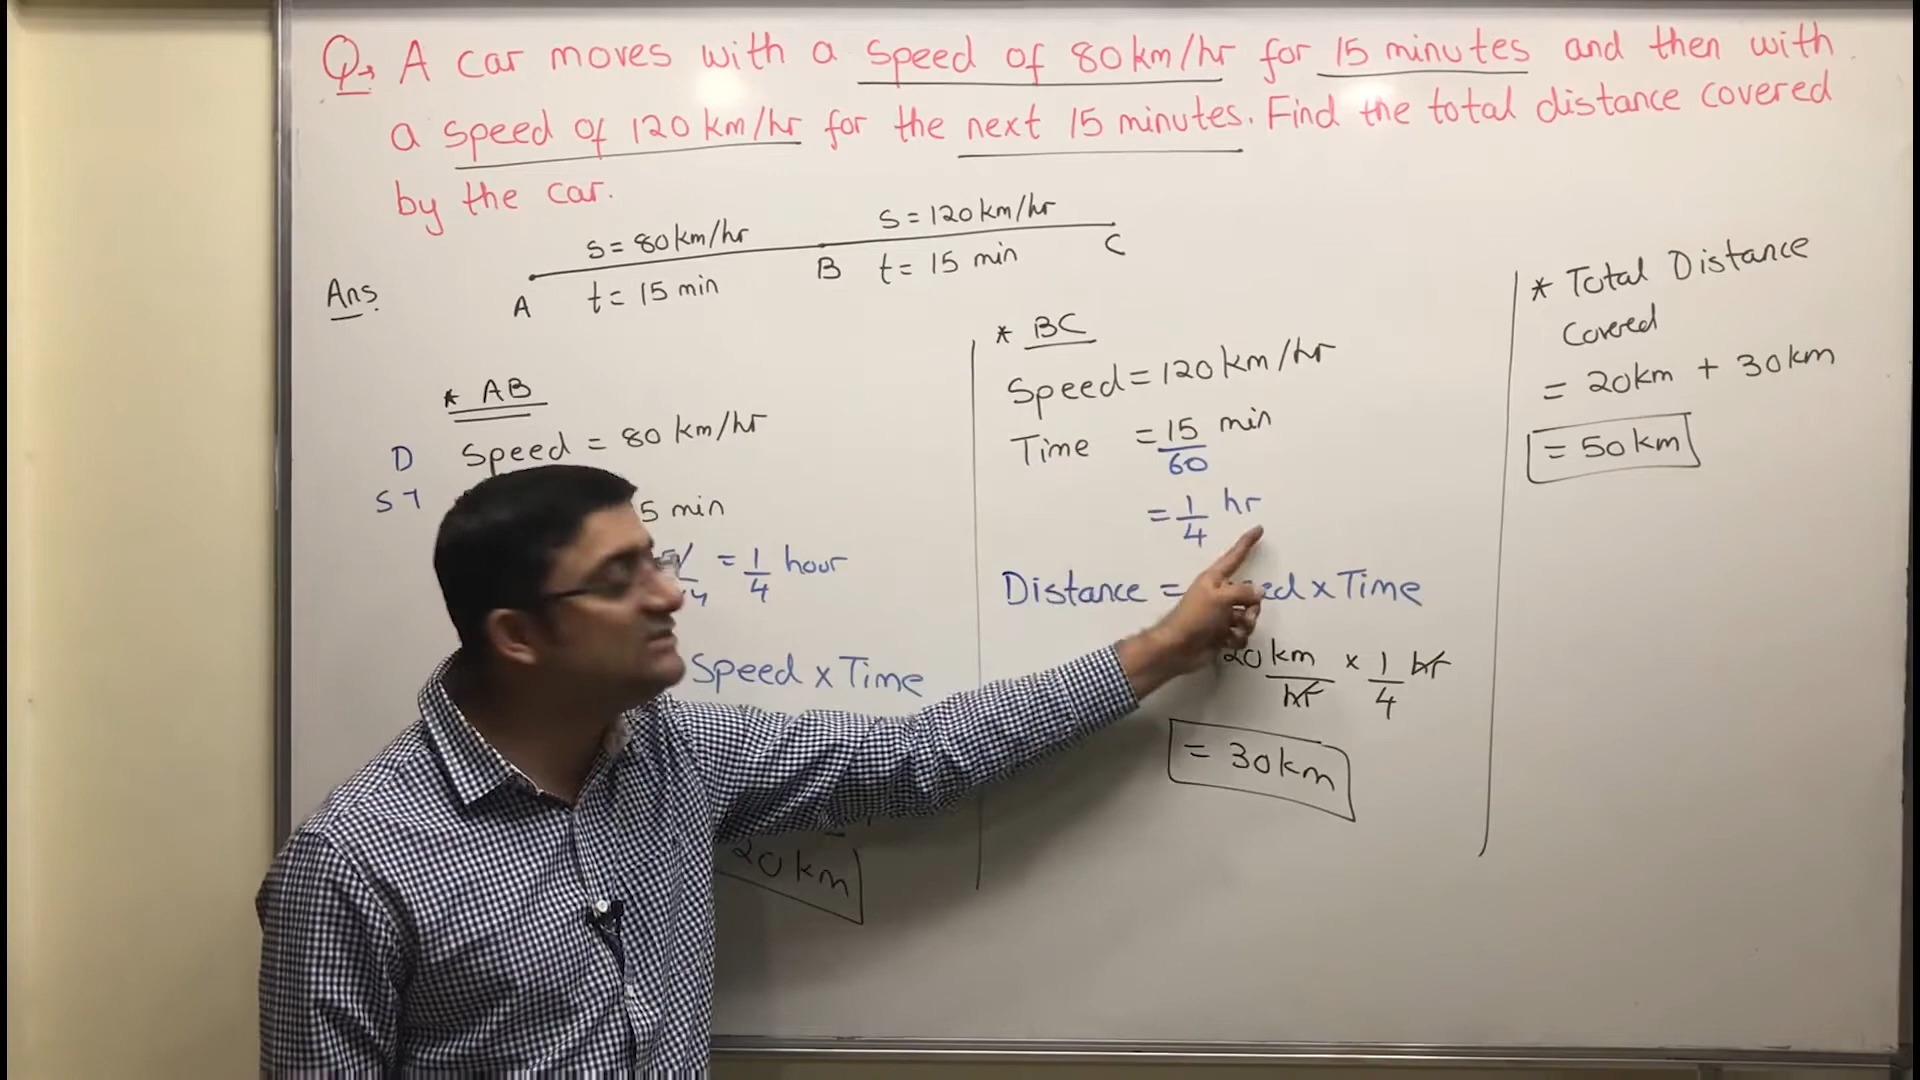 Q→ A car moves with a speed of 80 km/hr for 15 minutes and then with
a speed of 120 km/hr for the next 15 minutes. Find the total distance covered
by the car.
S = 80 km/hr
S = 120 km/hr
A
t = 15 min
B
t = 15 min
C
Ans
* AB
D
S T
Speed = 80 km/hr
5 min
= 1/4 hour
Speed x Time
20 km
* BC
Speed = 120 km/hr
Time = 15/60 min
= 1/4 hr
Distance = x Time
20 km/hr x 1/4 hr
= 30 km
* Total Distance
Covered
= 20 km + 30 km
= 50 km